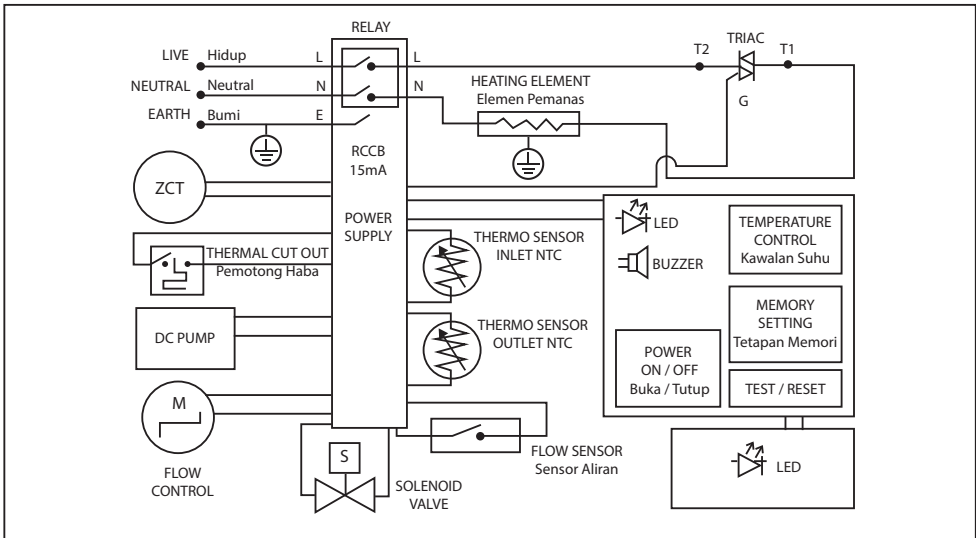 RELAY
LIVE Hidup L L
NEUTRAL Neutral N N
EARTH Bumi E
T2 TRIAC T1
G
HEATING ELEMENT
Elemen Pemanas
RCCB
15mA
ZCT
POWER
SUPPLY
THERMAL CUT OUT
Pemotong Haba
THERMO SENSOR
INLET NTC
DC PUMP
THERMO SENSOR
OUTLET NTC
M
FLOW
CONTROL
S
SOLENOID
VALVE
FLOW SENSOR
Sensor Aliran
LED
BUZZER
TEMPERATURE
CONTROL
Kawalan Suhu
MEMORY
SETTING
Tetapan Memori
POWER
ON / OFF
Buka / Tutup
TEST / RESET
LED